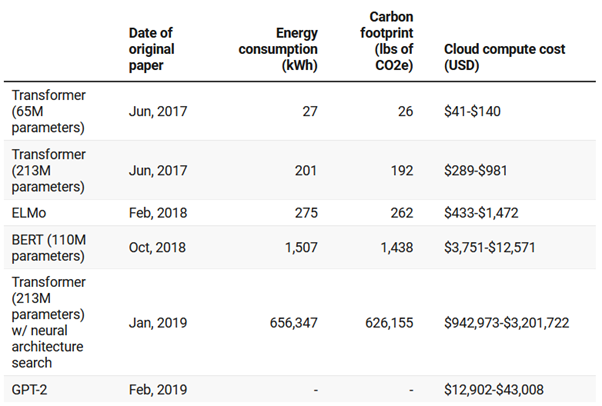 Date of original paper	Energy consumption (kWh)	Carbon footprint (lbs of CO2e)	Cloud compute cost (USD)
Transformer (65M parameters)	Jun, 2017	27	26	$41-$140
Transformer (213M parameters)	Jun, 2017	201	192	$289-$981
ELMo	Feb, 2018	275	262	$433-$1,472
BERT (110M parameters)	Oct, 2018	1,507	1,438	$3,751-$12,571
Transformer (213M parameters) w/ neural architecture search	Jan, 2019	656,347	626,155	$942,973-$3,201,722
GPT-2	Feb, 2019	-	-	$12,902-$43,008